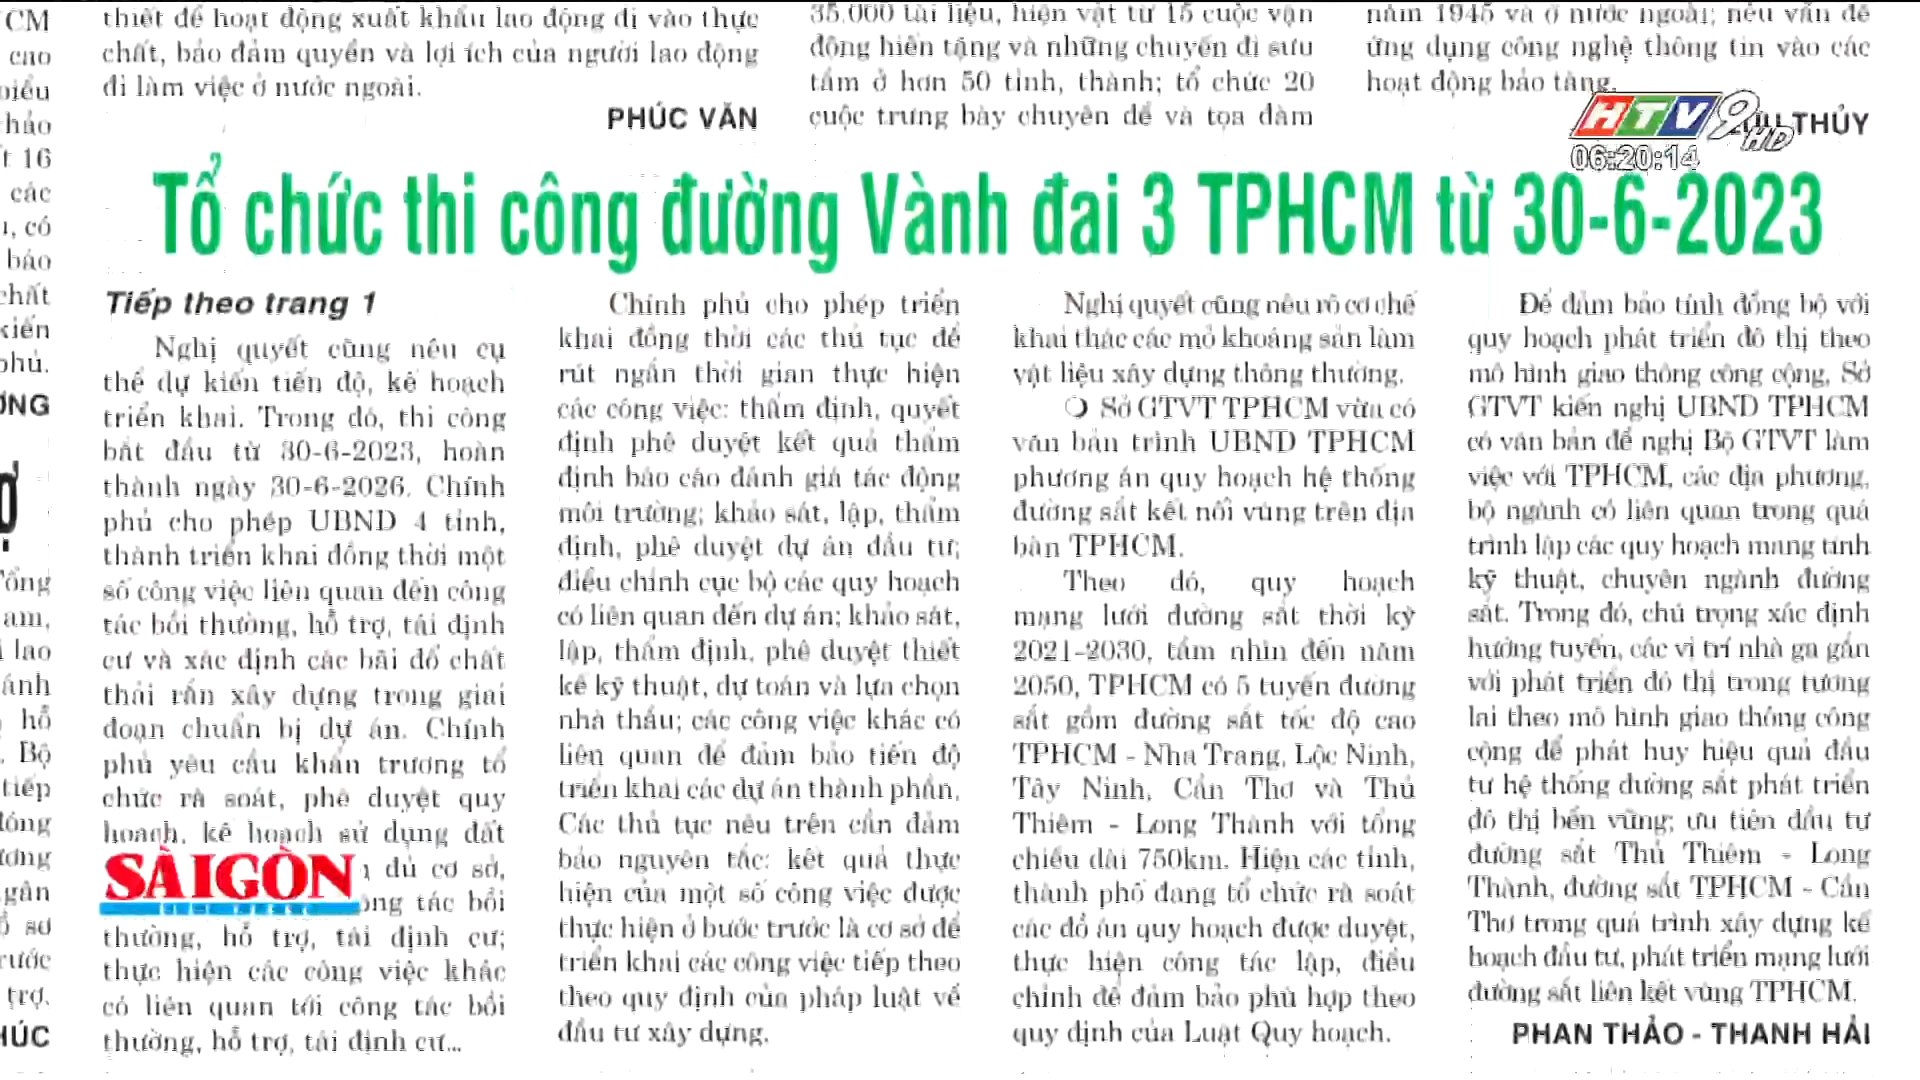 CM
cao
hảo
16
các
có
báo
chất
kiến
phủ.
lao
hỗ
Bộ
tiếp
sơ
trợ.
thiết để hoạt động xuất khẩu lao động đi vào thực
chất, bảo đảm quyền và lợi ích của người lao động
đi làm việc ở nước ngoài.
PHÚC VĂN
35.000 tài liệu, hiện vật từ 15 cuộc vận
động hiến tặng và những chuyến đi sưu
tầm ở hơn 50 tỉnh, thành; tổ chức 20
cuộc trưng bày chuyên đề và tọa đàm
năm 1945 và ở nước ngoài; nêu vấn đề
ứng dụng công nghệ thông tin vào các
hoạt động bảo tàng.
THỦY
HTV9 HD
06:20:14
Tổ chức thi công đường Vành đai 3 TPHCM từ 30-6-2023
Tiếp theo trang 1
Nghị quyết cũng nêu cụ
thể dự kiến tiến độ, kế hoạch
triển khai. Trong đó, thi công
bắt đầu từ 30-6-2023, hoàn
thành ngày 30-6-2026. Chính
phủ cho phép UBND 4 tỉnh,
thành triển khai đồng thời một
số công việc liên quan đến công
tác bồi thường, hỗ trợ, tái định
cư và xác định các bãi đổ chất
thải rắn xây dựng trong giai
đoạn chuẩn bị dự án. Chính
phủ yêu cầu khẩn trương tổ
chức rà soát, phê duyệt quy
hoạch, kế hoạch sử dụng đất
đủ cơ sở,
SÀIGÒN
công tác bồi
thường, hỗ trợ, tái định cư;
thực hiện các công việc khác
có liên quan tới công tác bồi
thường, hỗ trợ, tái định cư...
Chính phủ cho phép triển
khai đồng thời các thủ tục để
rút ngắn thời gian thực hiện
các công việc: thẩm định, quyết
định phê duyệt kết quả thẩm
định báo cáo đánh giá tác động
môi trường; khảo sát, lập, thẩm
định, phê duyệt dự án đầu tư;
điều chỉnh cục bộ các quy hoạch
có liên quan đến dự án; khảo sát,
lập, thẩm định, phê duyệt thiết
kế kỹ thuật, dự toán và lựa chọn
nhà thầu; các công việc khác có
liên quan để đảm bảo tiến độ
triển khai các dự án thành phần.
Các thủ tục nêu trên cần đảm
bảo nguyên tắc: kết quả thực
hiện của một số công việc được
thực hiện ở bước trước là cơ sở để
triển khai các công việc tiếp theo
theo quy định của pháp luật về
đầu tư xây dựng.
Nghị quyết cũng nêu rõ cơ chế
khai thác các mỏ khoáng sản làm
vật liệu xây dựng thông thường.
❍ Sở GTVT TPHCM vừa có
văn bản trình UBND TPHCM
phương án quy hoạch hệ thống
đường sắt kết nối vùng trên địa
bàn TPHCM.
Theo đó, quy hoạch
mạng lưới đường sắt thời kỳ
2021-2030, tầm nhìn đến năm
2050, TPHCM có 5 tuyến đường
sắt gồm đường sắt tốc độ cao
TPHCM - Nha Trang, Lộc Ninh,
Tây Ninh, Cần Thơ và Thủ
Thiêm - Long Thành với tổng
chiều dài 750km. Hiện các tỉnh,
thành phố đang tổ chức rà soát
các đồ án quy hoạch được duyệt,
thực hiện công tác lập, điều
chỉnh để đảm bảo phù hợp theo
quy định của Luật Quy hoạch.
Để đảm bảo tính đồng bộ với
quy hoạch phát triển đô thị theo
mô hình giao thông công cộng, Sở
GTVT kiến nghị UBND TPHCM
có văn bản đề nghị Bộ GTVT làm
việc với TPHCM, các địa phương,
bộ ngành có liên quan trong quá
trình lập các quy hoạch mang tính
kỹ thuật, chuyên ngành đường
sắt. Trong đó, chú trọng xác định
hướng tuyến, các vị trí nhà ga gắn
với phát triển đô thị trong tương
lai theo mô hình giao thông công
cộng để phát huy hiệu quả đầu
tư hệ thống đường sắt phát triển
đô thị bền vững; ưu tiên đầu tư
đường sắt Thủ Thiêm - Long
Thành, đường sắt TPHCM - Cần
Thơ trong quá trình xây dựng kế
hoạch đầu tư, phát triển mạng lưới
đường sắt liên kết vùng TPHCM.
PHAN THẢO - THANH HẢI